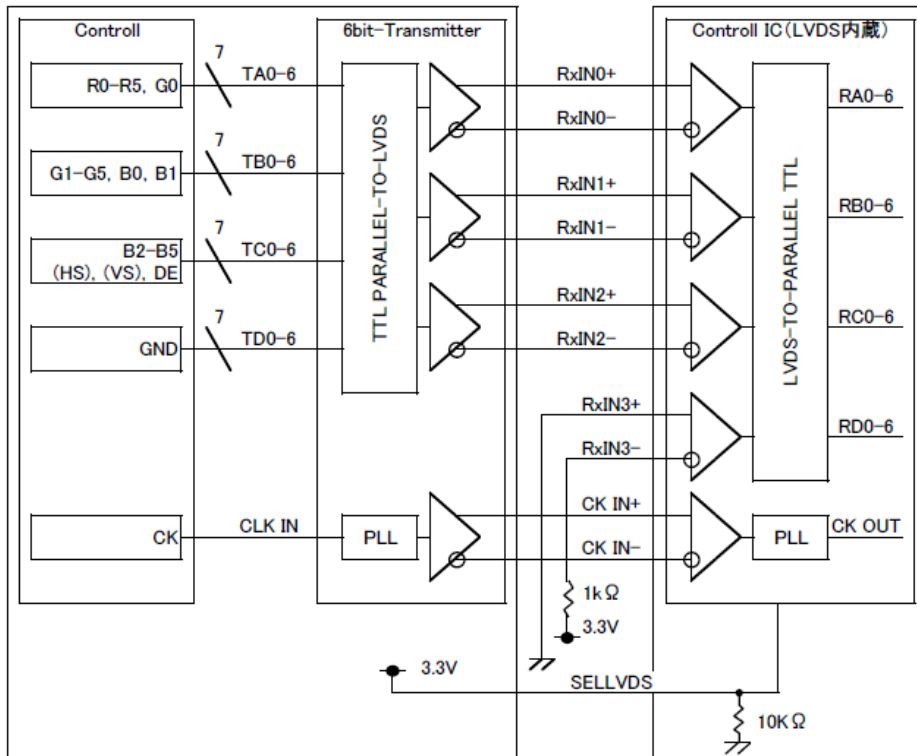 Controll
6bit-Transmitter
Controll IC(LVDS内蔵)
R0-R5, G0
7
TA0-6
RxIN0+
RxIN0-
RA0-6
G1-G5, B0, B1
7
TB0-6
RxIN1+
RxIN1-
RB0-6
B2-B5
(HS), (VS), DE
7
TC0-6
RxIN2+
RxIN2-
RC0-6
GND
7
TD0-6
RxIN3+
RxIN3-
RD0-6
TTL PARALLEL-TO-LVDS
LVDS-TO-PARALLEL TTL
CK
CLK IN
PLL
CK IN+
CK IN-
PLL
CK OUT
1kΩ
3.3V
3.3V
SELLVDS
10KΩ